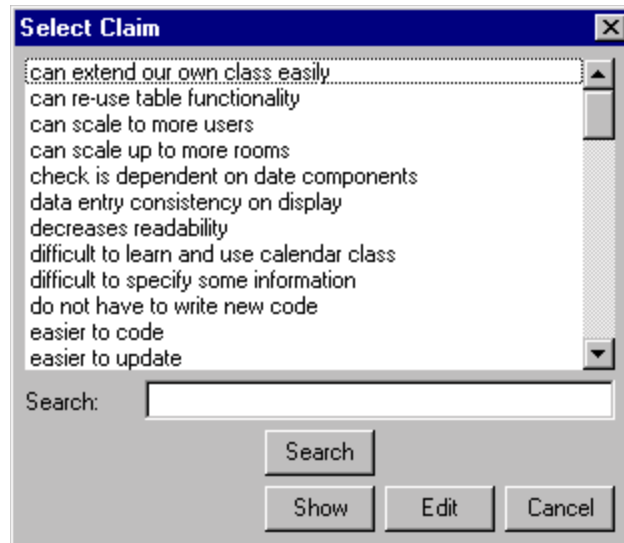 Select Claim
can extend our own class easily
can re-use table functionality
can scale to more users
can scale up to more rooms
check is dependent on date components
data entry consistency on display
decreases readability
difficult to learn and use calendar class
difficult to specify some information
do not have to write new code
easier to code
easier to update
Search:
Search
Show Edit Cancel